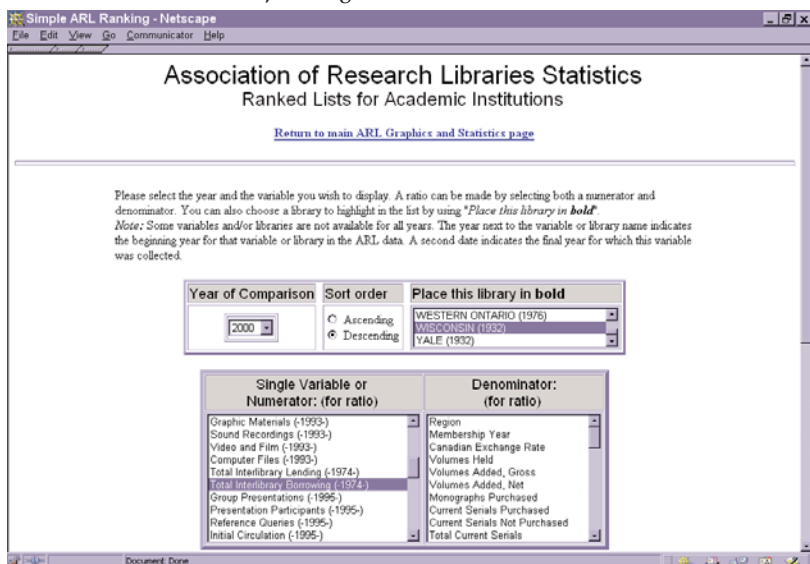 Simple ARL Ranking - Netscape
File Edit View Go Communicator Help
Association of Research Libraries Statistics
Ranked Lists for Academic Institutions
Return to main ARL Graphics and Statistics page
Please select the year and the variable you wish to display. A ratio can be made by selecting both a numerator and
denominator. You can also choose a library to highlight in the list by using "Place this library in bold".
Note: Some variables and/or libraries are not available for all years. The year next to the variable or library name indicates
the beginning year for that variable or library in the ARL data. A second date indicates the final year for which this variable
was collected.
Year of Comparison Sort order Place this library in bold
2000
Ascending
Descending
WESTERN ONTARIO (1976)
WISCONSIN (1932)
YALE (1932)
Single Variable or
Numerator: (for ratio)
Graphic Materials (-1993-)
Sound Recordings (-1993-)
Video and Film (-1993-)
Computer Files (-1993-)
Total Interlibrary Lending (-1974-)
Total Interlibrary Borrowing (-1974-)
Group Presentations (-1995-)
Presentation Participants (-1995-)
Reference Queries (-1995-)
Initial Circulation (-1995-)
Denominator:
(for ratio)
Region
Membership Year
Canadian Exchange Rate
Volumes Held
Volumes Added, Gross
Volumes Added, Net
Monographs Purchased
Current Serials Purchased
Current Serials Not Purchased
Total Current Serials
Document: Done